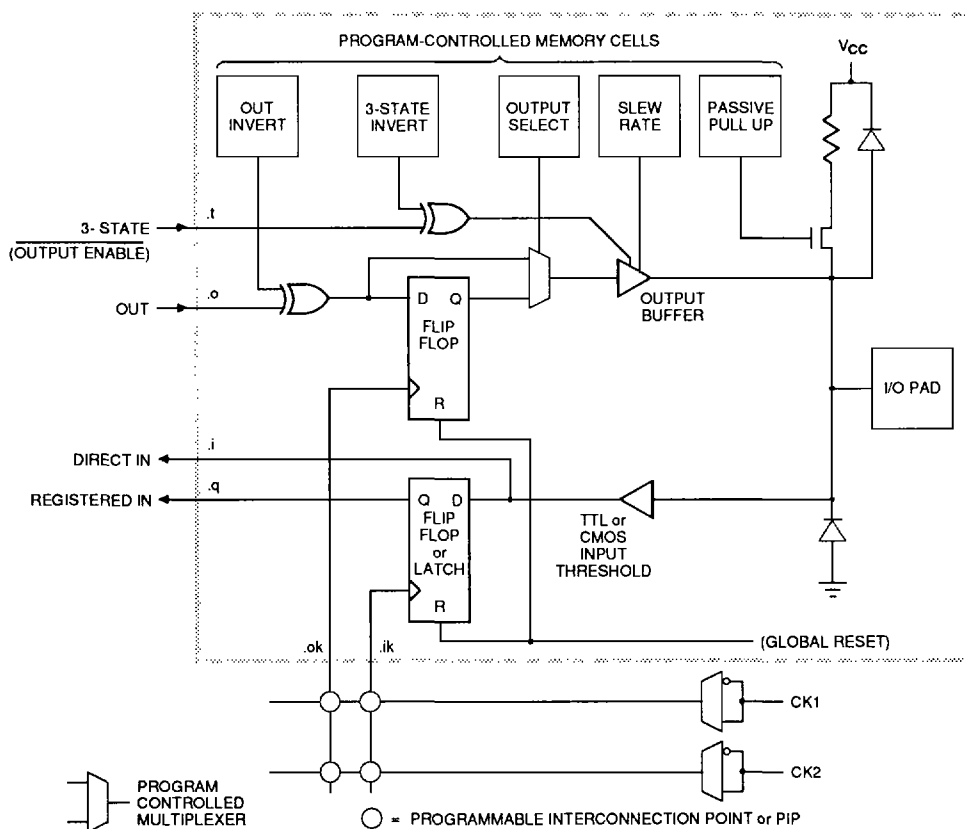 PROGRAM-CONTROLLED MEMORY CELLS
VCC
OUT
INVERT
3-STATE
INVERT
OUTPUT
SELECT
SLEW
RATE
PASSIVE
PULL UP
3- STATE
(OUTPUT ENABLE)
.t
OUT
.o
D Q
FLIP
FLOP
R
OUTPUT
BUFFER
I/O PAD
DIRECT IN
.i
REGISTERED IN
.q
Q D
FLIP
FLOP
or
LATCH
R
TTL or
CMOS
INPUT
THRESHOLD
.ok
.ik
(GLOBAL RESET)
CK1
CK2
PROGRAM
CONTROLLED
MULTIPLEXER
= PROGRAMMABLE INTERCONNECTION POINT or PIP